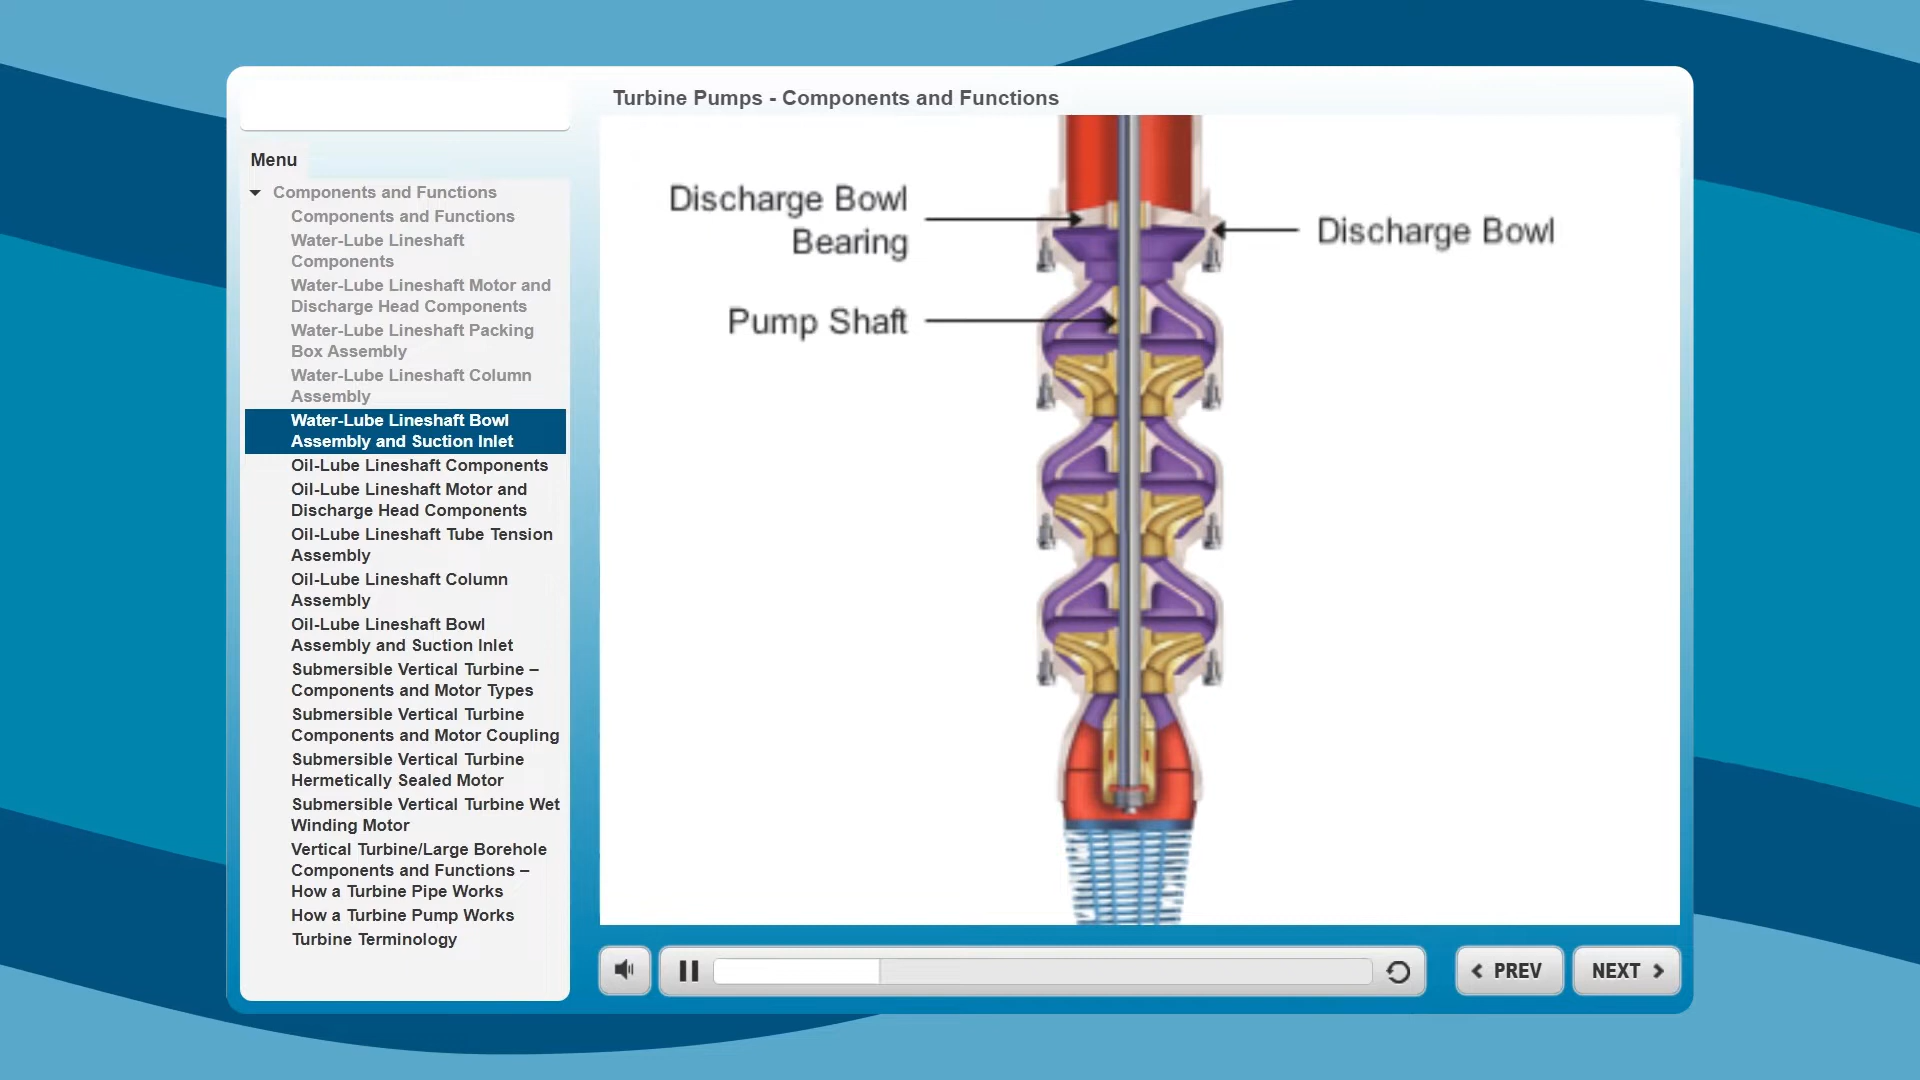 Turbine Pumps - Components and Functions
Menu
Components and Functions
Components and Functions
Water-Lube Lineshaft
Components
Water-Lube Lineshaft Motor and
Discharge Head Components
Water-Lube Lineshaft Packing
Box Assembly
Water-Lube Lineshaft Column
Assembly
Water-Lube Lineshaft Bowl
Assembly and Suction Inlet
Oil-Lube Lineshaft Components
Oil-Lube Lineshaft Motor and
Discharge Head Components
Oil-Lube Lineshaft Tube Tension
Assembly
Oil-Lube Lineshaft Column
Assembly
Oil-Lube Lineshaft Bowl
Assembly and Suction Inlet
Submersible Vertical Turbine –
Components and Motor Types
Submersible Vertical Turbine
Components and Motor Coupling
Submersible Vertical Turbine
Hermetically Sealed Motor
Submersible Vertical Turbine Wet
Winding Motor
Vertical Turbine/Large Borehole
Components and Functions –
How a Turbine Pipe Works
How a Turbine Pump Works
Turbine Terminology
Discharge Bowl
Bearing
Discharge Bowl
Pump Shaft
PREV
NEXT